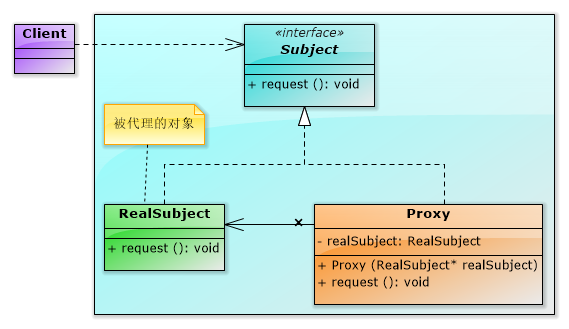 Client
«interface»
Subject
+ request (): void
被代理的对象
RealSubject
+ request (): void
Proxy
- realSubject: RealSubject
+ Proxy (RealSubject* realSubject)
+ request (): void